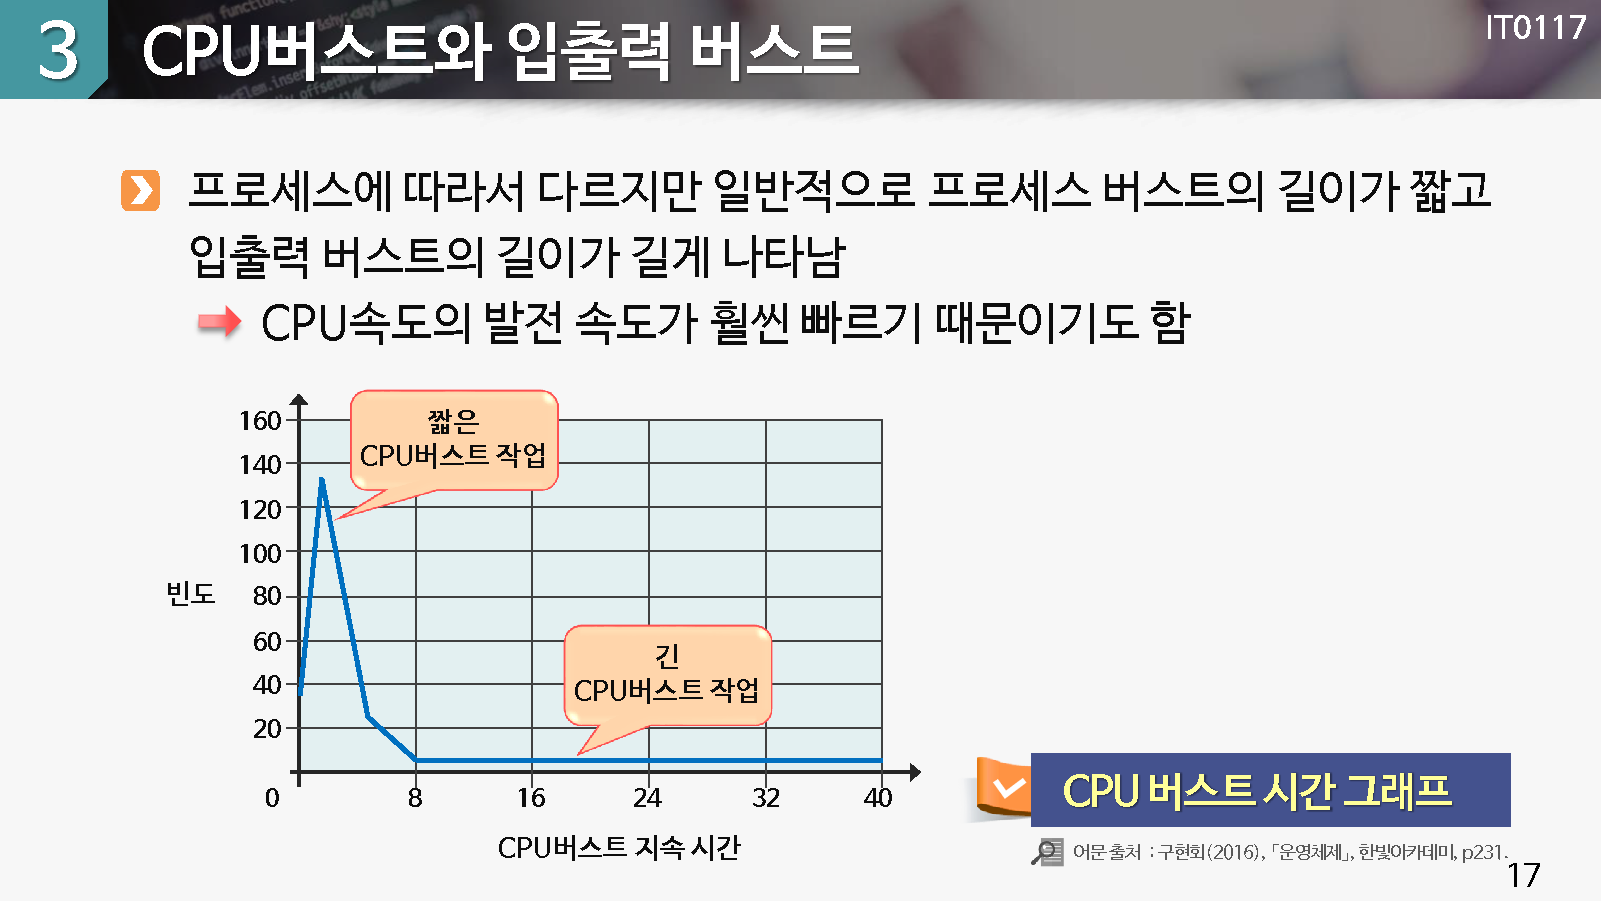 3
CPU버스트와 입출력 버스트
IT0117
프로세스에 따라서 다르지만 일반적으로 프로세스 버스트의 길이가 짧고
입출력 버스트의 길이가 길게 나타남
CPU속도의 발전 속도가 훨씬 빠르기 때문이기도 함
짧은
CPU버스트 작업
160
140
120
100
빈도
80
60
40
20
긴
CPU버스트 작업
0 8 16 24 32 40
CPU버스트 지속 시간
CPU 버스트 시간 그래프
어문 출처 : 구현회(2016), 「운영체제」, 한빛아카데미, p231.
17